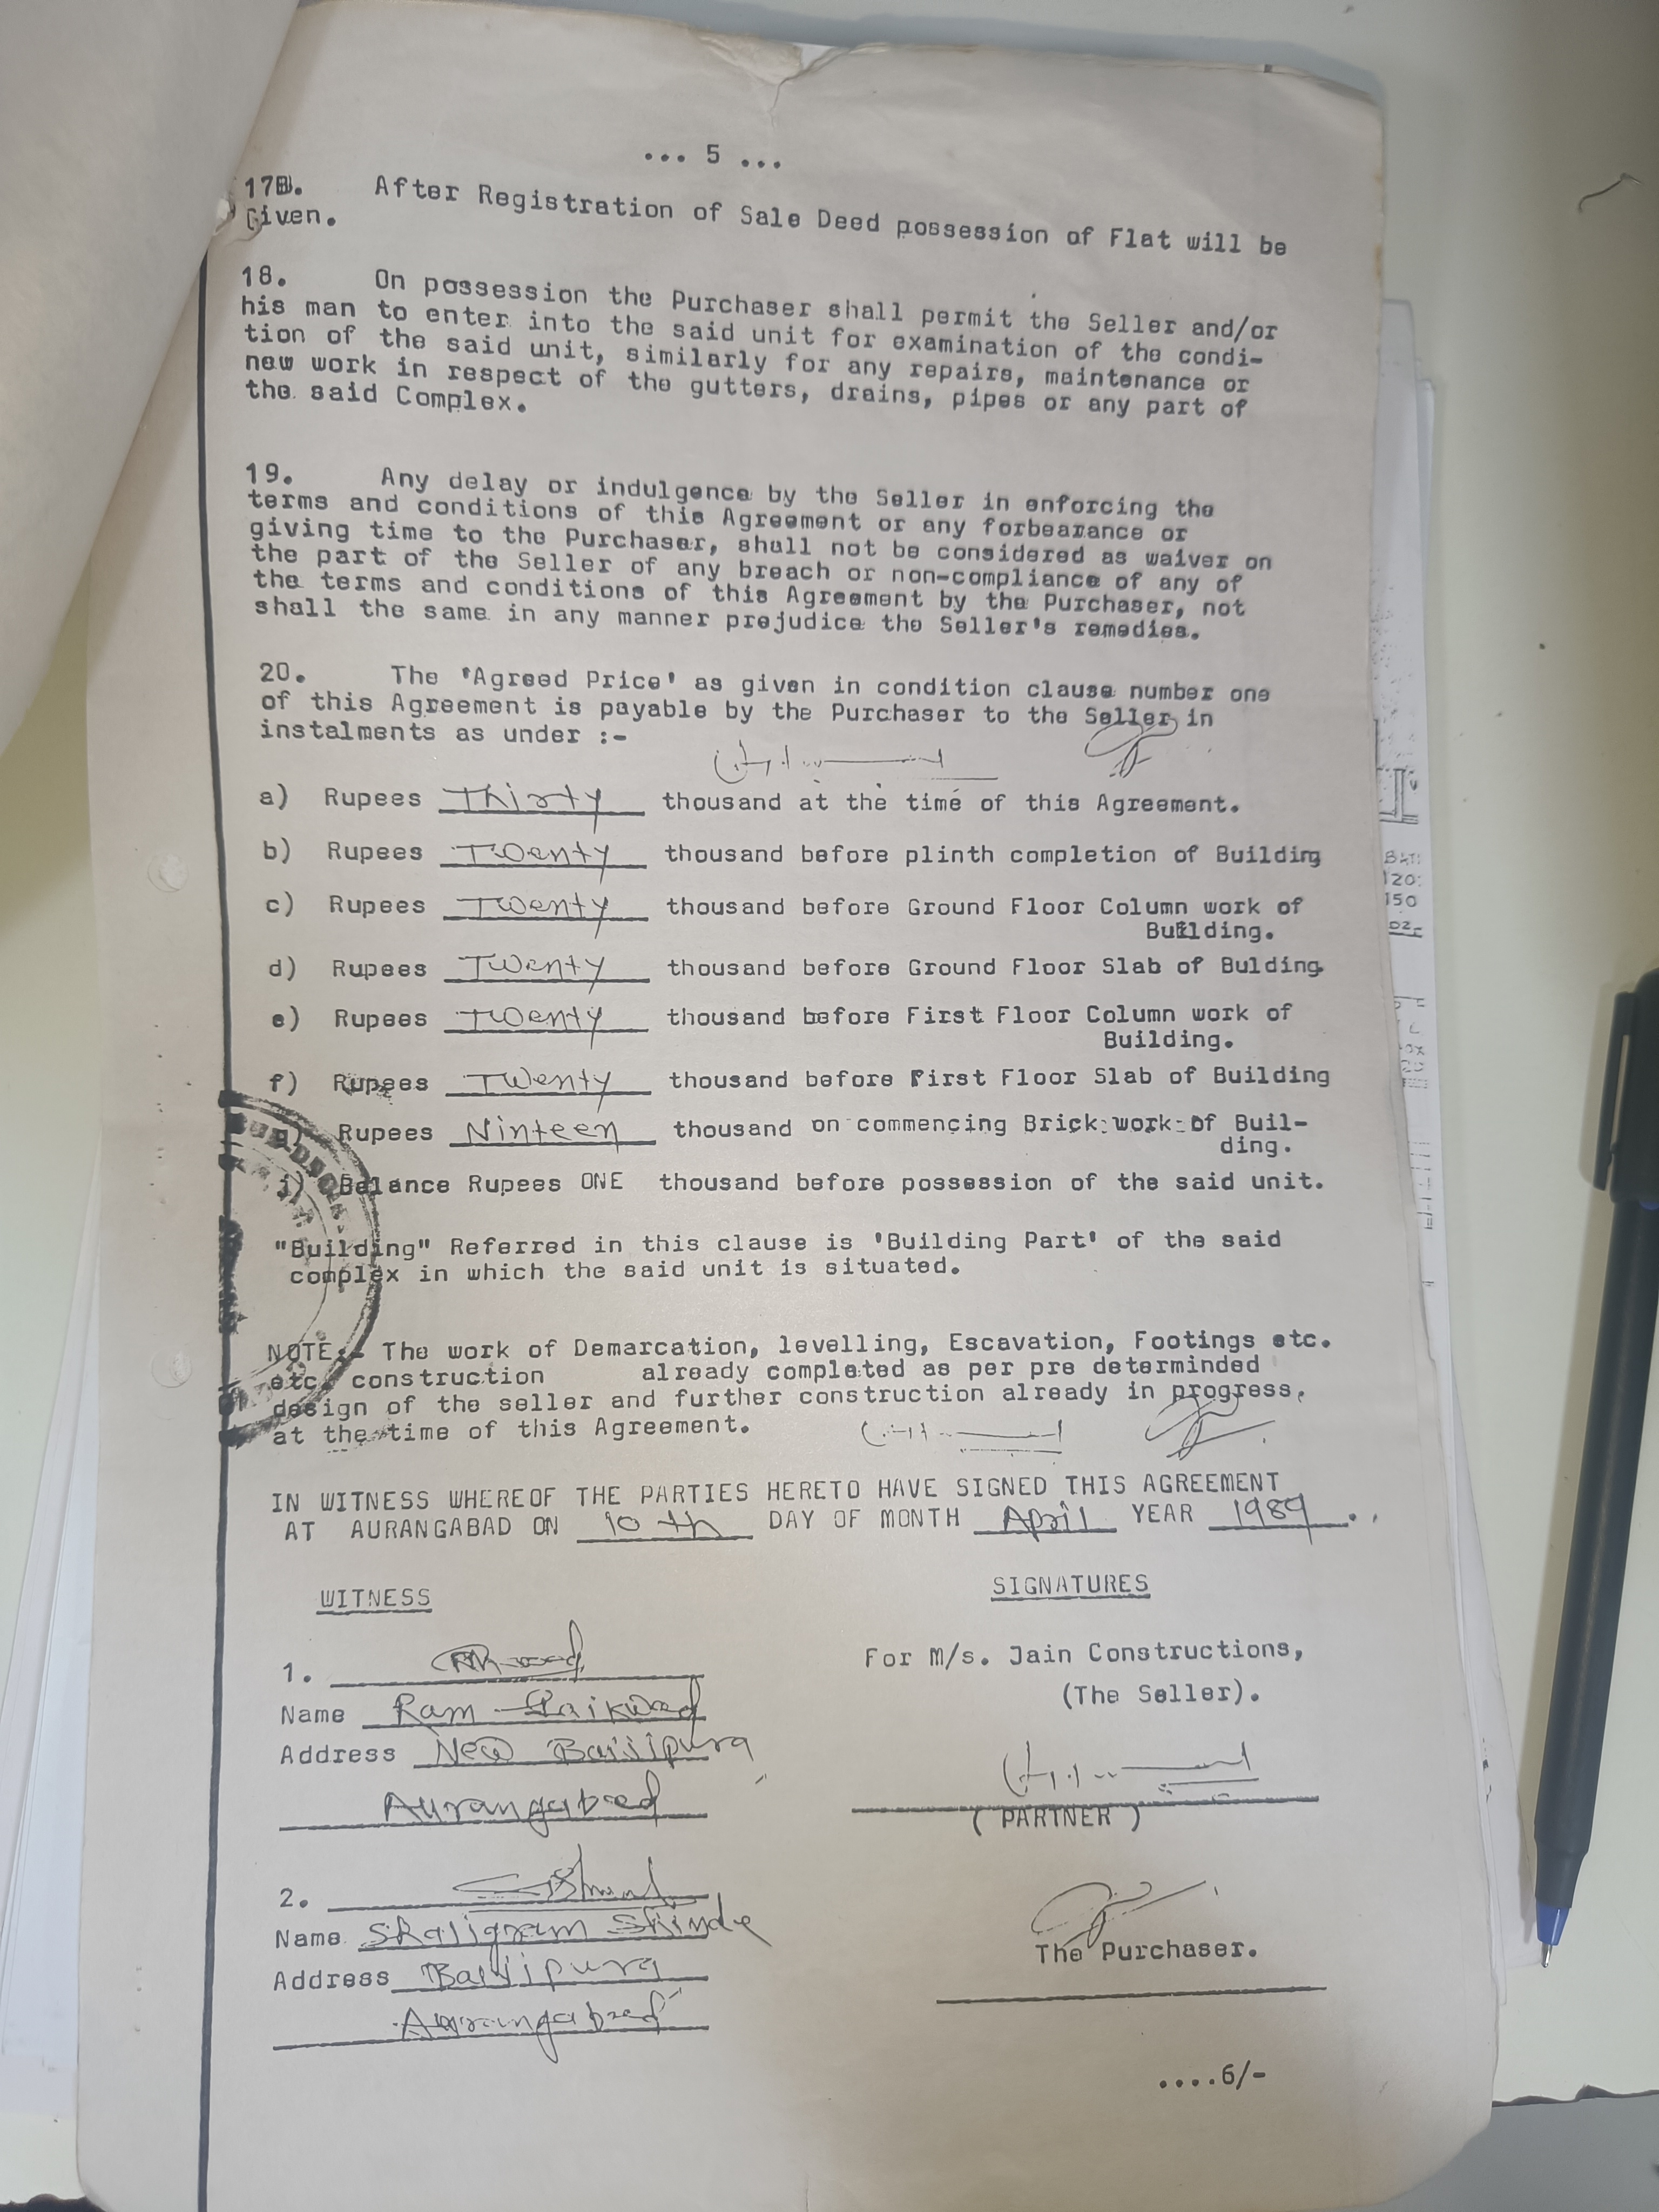 ... 5 ...
17B. After Registration of Sale Deed possession of Flat will be
Given.
18. On possession the Purchaser shall permit the Seller and/or
his man to enter into the said unit for examination of the condi-
tion of the said unit, similarly for any repairs, maintenance or
new work in respect of the gutters, drains, pipes or any part of
the said Complex.
19. Any delay or indulgence by the Seller in enforcing the
terms and conditions of this Agreement or any forbearance or
giving time to the Purchaser, shall not be considered as waiver on
the part of the Seller of any breach or non-compliance of any of
the terms and conditions of this Agreement by the Purchaser, not
shall the same in any manner prejudice the Seller's remedies.
20. The 'Agreed Price' as given in condition clause number one
of this Agreement is payable by the Purchaser to the Seller in
instalments as under :-
a) Rupees Thirty thousand at the time of this Agreement.
b) Rupees Twenty thousand before plinth completion of Building
c) Rupees Twenty thousand before Ground Floor Column work of
Building.
d) Rupees Twenty thousand before Ground Floor Slab of Bulding
e) Rupees Twenty thousand before First Floor Column work of
Building.
f) Rupees Twenty thousand before First Floor Slab of Building
g) Rupees Ninteen thousand on commencing Brick work of Buil-
ding.
j) Balance Rupees ONE thousand before possession of the said unit.
"Building" Referred in this clause is 'Building Part' of the said
complex in which the said unit is situated.
NOTE:- The work of Demarcation, levelling, Escavation, Footings etc.
etc. construction already completed as per pre determinded
design of the seller and further construction already in progress.
at the time of this Agreement.
IN WITNESS WHEREOF THE PARTIES HERETO HAVE SIGNED THIS AGREEMENT
AT AURANGABAD ON 10 th DAY OF MONTH April YEAR 1989.
WITNESS
SIGNATURES
1.
For M/s. Jain Constructions,
(The Seller).
Name Ram Gaikwad
Address New Baijipura
Aurangabad
( PARTNER )
2.
Name Shaligram Shinde
The Purchaser.
Address Baijipura
Aurangabad
....6/-